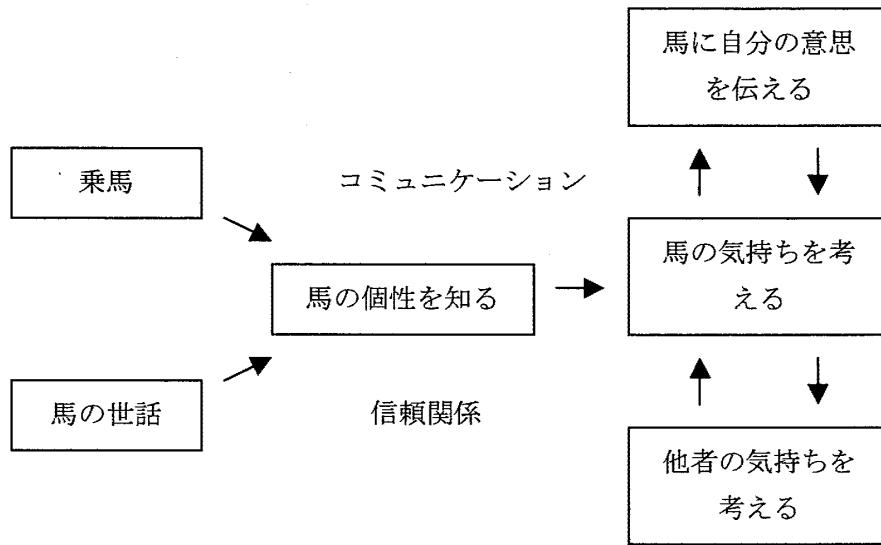 馬に自分の意思
を伝える
乗馬
コミュニケーション
馬の気持ちを考
える
馬の個性を知る
馬の世話
信頼関係
他者の気持ちを
考える